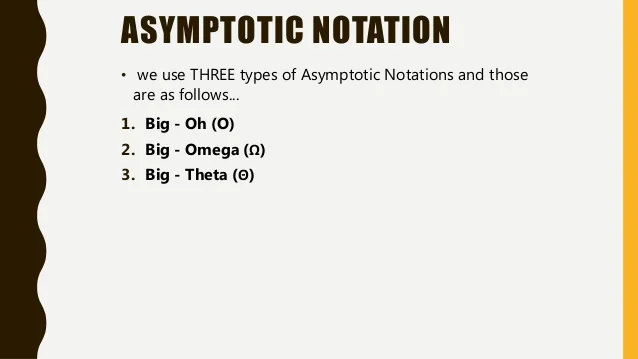 ASYMPTOTIC NOTATION
• we use THREE types of Asymptotic Notations and those
are as follows...
1. Big - Oh (O)
2. Big - Omega (Ω)
3. Big - Theta (Θ)